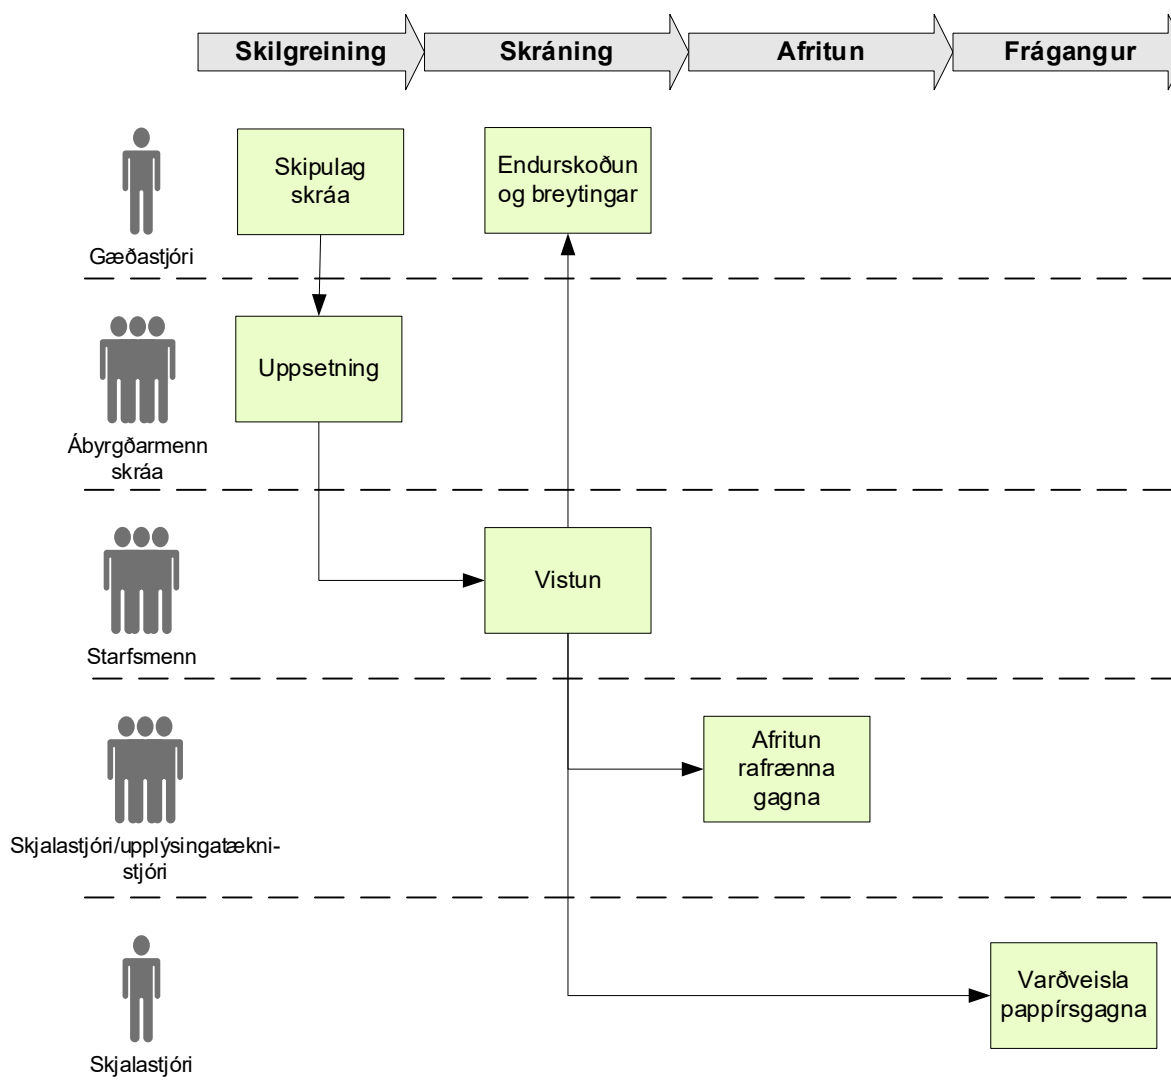 Skilgreining
Skráning
Afritun
Frágangur
Skipulag
skráa
Endurskoðun
og breytingar
Gæðastjóri
Uppsetning
Ábyrgðarmenn
skráa
Vistun
Starfsmenn
Afritun
rafrænna
gagna
Skjalastjóri/upplýsingatækni-
stjóri
Varðveisla
pappírsgagna
Skjalastjóri